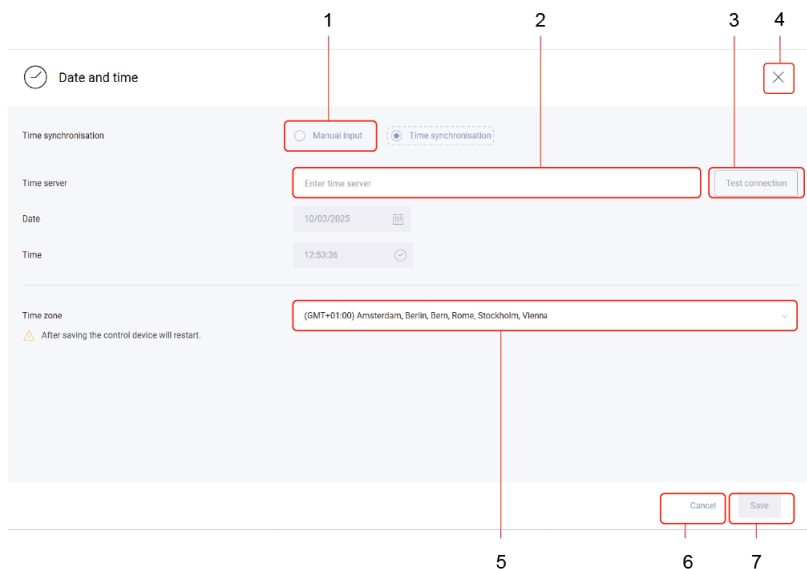 1 2 3 4
Date and time
Time synchronisation Manual input Time synchronisation
Time server Enter time server Test connection
Date 10/03/2025
Time 12:53:36
Time zone (GMT+01:00) Amsterdam, Berlin, Bern, Rome, Stockholm, Vienna
After saving the control device will restart.
Cancel Save
5 6 7